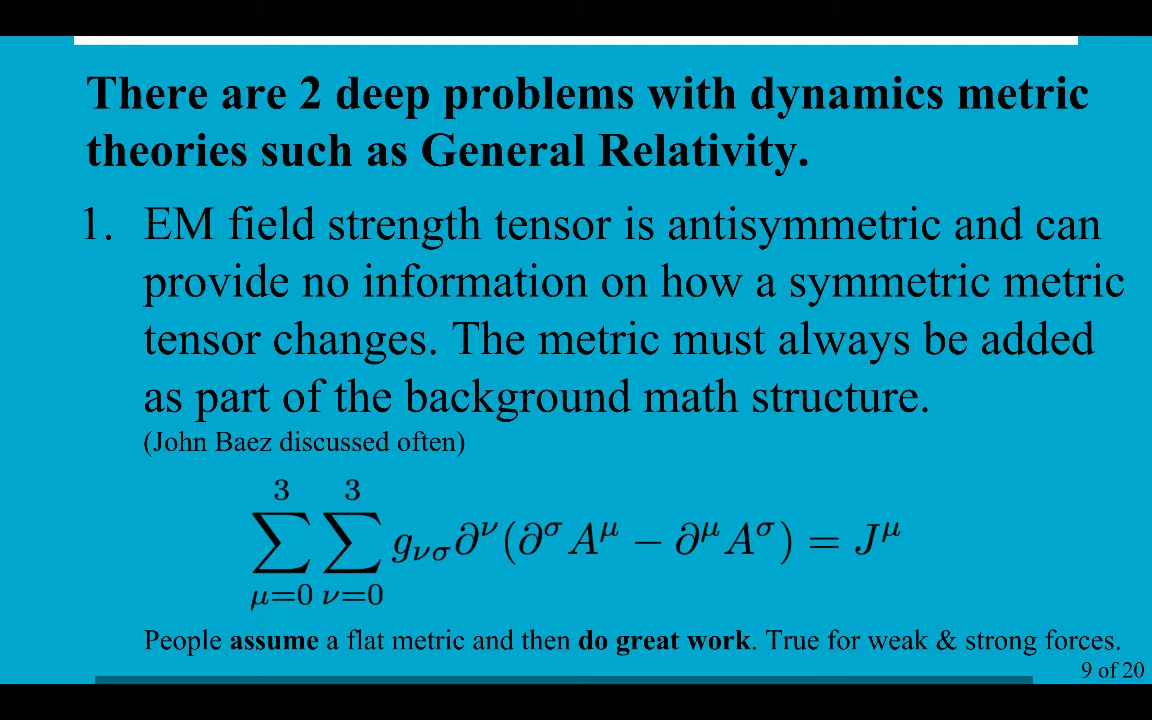 There are 2 deep problems with dynamics metric
theories such as General Relativity.
1. EM field strength tensor is antisymmetric and can
provide no information on how a symmetric metric
tensor changes. The metric must always be added
as part of the background math structure.
(John Baez discussed often)
3 3
∑ ∑ g_{νσ}∂^ν(∂^σ A^μ − ∂^μ A^σ) = J^μ
μ=0 ν=0
People assume a flat metric and then do great work. True for weak & strong forces.
9 of 20